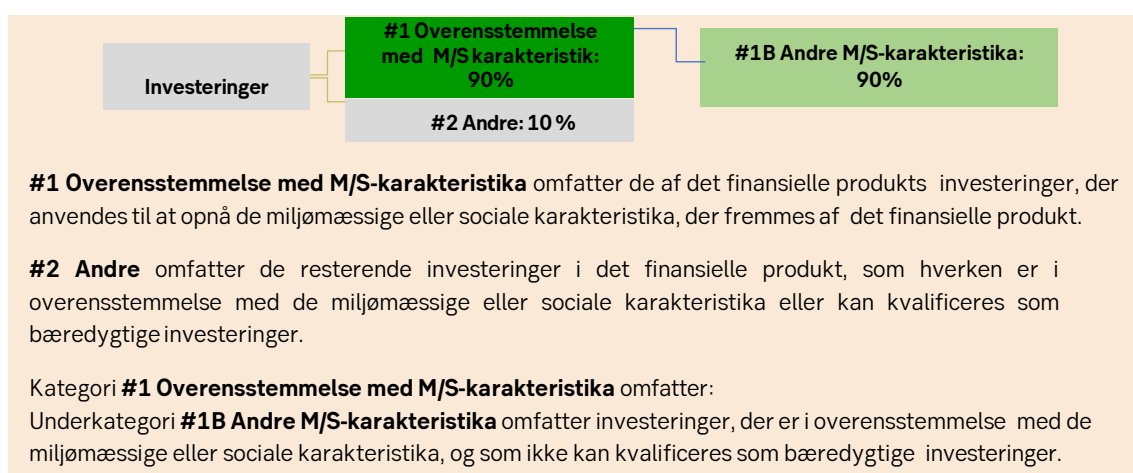 #1 Overensstemmelse
med M/S karakteristik:
90%
#1B Andre M/S-karakteristika:
90%
Investeringer
#2 Andre: 10 %
#1 Overensstemmelse med M/S-karakteristika omfatter de af det finansielle produkts investeringer, der
anvendes til at opnå de miljømæssige eller sociale karakteristika, der fremmes af det finansielle produkt.
#2 Andre omfatter de resterende investeringer i det finansielle produkt, som hverken er i
overensstemmelse med de miljømæssige eller sociale karakteristika eller kan kvalificeres som
bæredygtige investeringer.
Kategori #1 Overensstemmelse med M/S-karakteristika omfatter:
Underkategori #1B Andre M/S-karakteristika omfatter investeringer, der er i overensstemmelse med de
miljømæssige eller sociale karakteristika, og som ikke kan kvalificeres som bæredygtige investeringer.